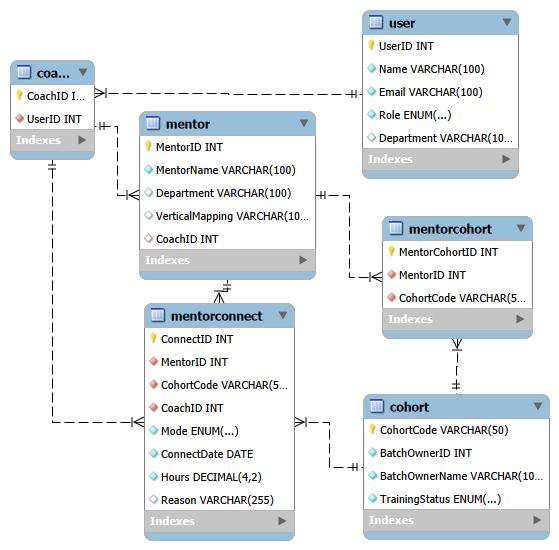 user
UserID INT
Name VARCHAR(100)
Email VARCHAR(100)
Role ENUM(...)
Department VARCHAR(10...
Indexes
coa...
CoachID I...
UserID INT
Indexes
mentor
MentorID INT
MentorName VARCHAR(100)
Department VARCHAR(100)
VerticalMapping VARCHAR(10...
CoachID INT
Indexes
mentorcohort
MentorCohortID INT
MentorID INT
CohortCode VARCHAR(5...
Indexes
mentorconnect
ConnectID INT
MentorID INT
CohortCode VARCHAR(5...
CoachID INT
Mode ENUM(...)
ConnectDate DATE
Hours DECIMAL(4,2)
Reason VARCHAR(255)
Indexes
cohort
CohortCode VARCHAR(50)
BatchOwnerID INT
BatchOwnerName VARCHAR(10...
TrainingStatus ENUM(...)
Indexes